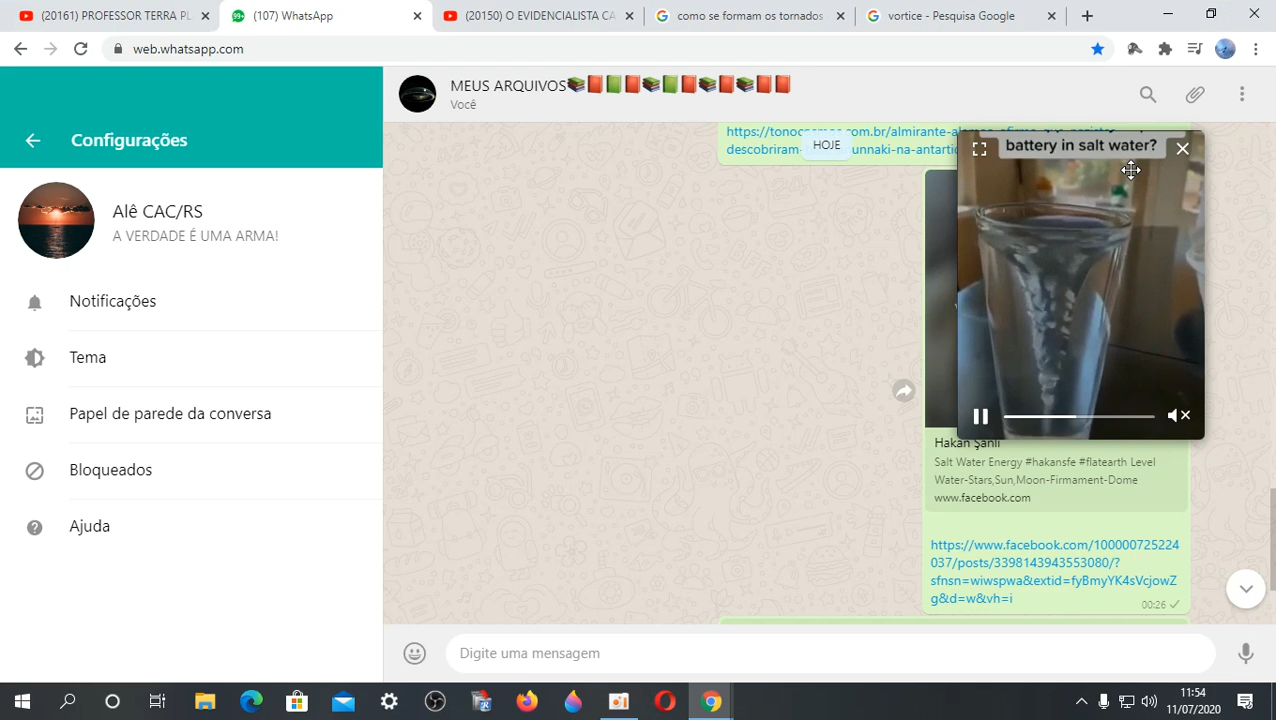 (20161) PROFESSOR TERRA PL
(107) WhatsApp
(20150) O EVIDENCIALISTA CA
como se formam os tornados
vortice - Pesquisa Google
web.whatsapp.com
Configurações
Alê CAC/RS
A VERDADE É UMA ARMA!
Notificações
Tema
Papel de parede da conversa
Bloqueados
Ajuda
MEUS ARQUIVOS
Você
HOJE
battery in salt water?
Hakan Şanlı
Salt Water Energy #hakansfe #flatearth Level
Water-Stars,Sun,Moon-Firmament-Dome
www.facebook.com
https://www.facebook.com/100000725224
037/posts/3398143943553080/?
sfnsn=wiwspwa&extid=fyBmyYK4sVcjowZ
g&d=w&vh=i
00:26
Digite uma mensagem
11:54
11/07/2020